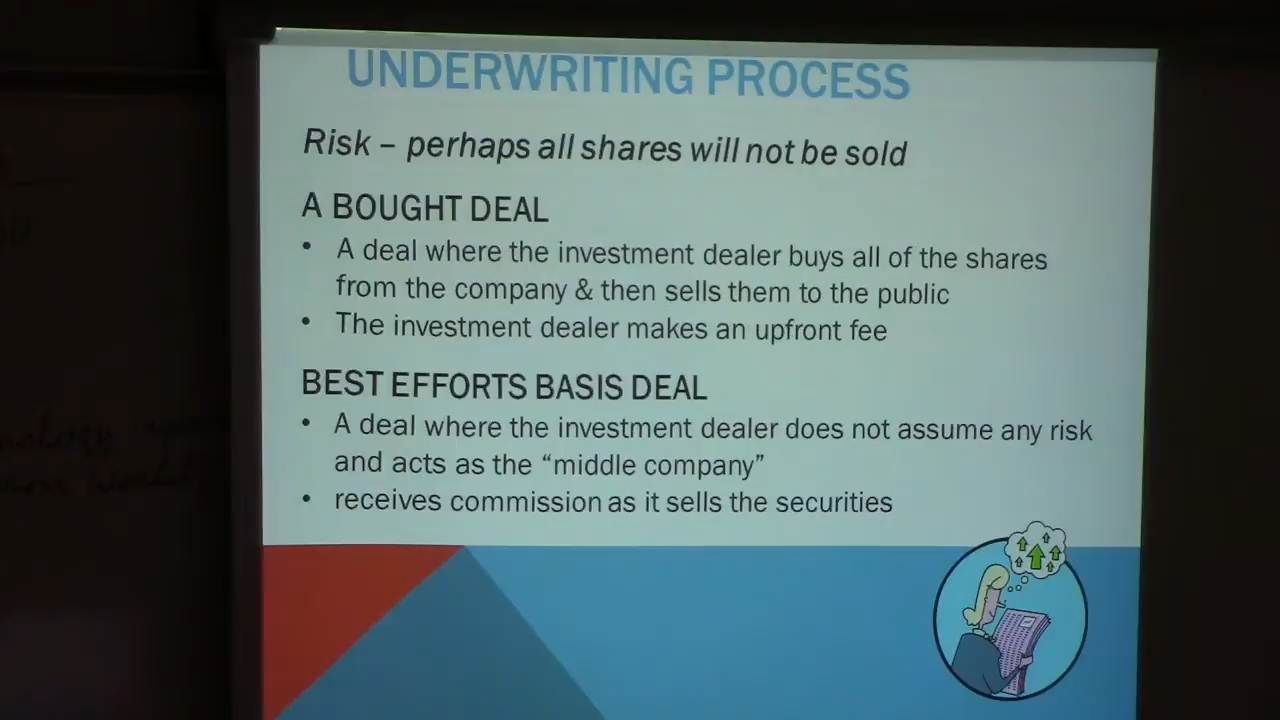 UNDERWRITING PROCESS
Risk – perhaps all shares will not be sold
A BOUGHT DEAL
• A deal where the investment dealer buys all of the shares
from the company & then sells them to the public
• The investment dealer makes an upfront fee
BEST EFFORTS BASIS DEAL
• A deal where the investment dealer does not assume any risk
and acts as the “middle company”
• receives commission as it sells the securities